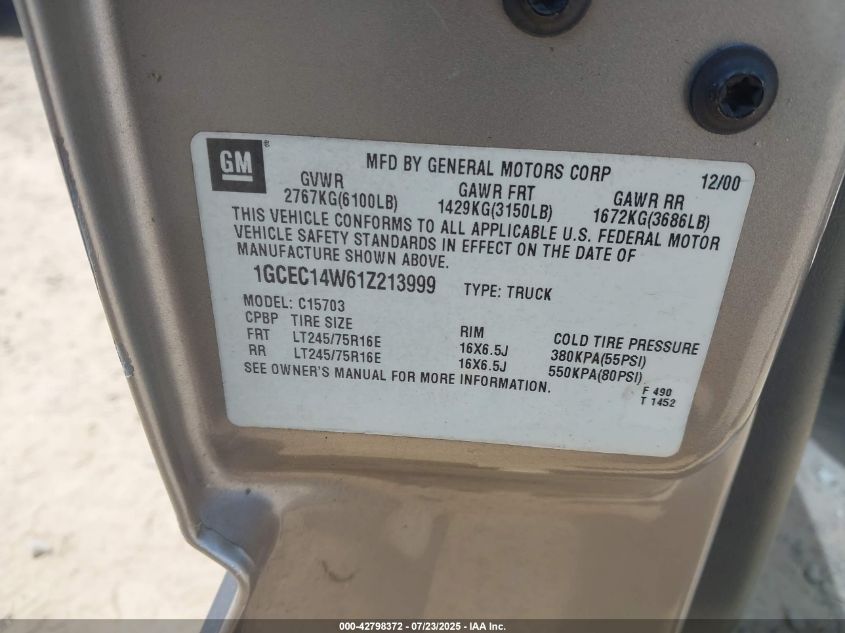 GM®
MFD BY GENERAL MOTORS CORP 12/00
GVWR GAWR FRT GAWR RR
2767KG(6100LB) 1429KG(3150LB) 1672KG(3686LB)
THIS VEHICLE CONFORMS TO ALL APPLICABLE U.S. FEDERAL MOTOR
VEHICLE SAFETY STANDARDS IN EFFECT ON THE DATE OF
MANUFACTURE SHOWN ABOVE.
1GCEC14W61Z213999 TYPE: TRUCK
MODEL: C15703
CPBP TIRE SIZE RIM COLD TIRE PRESSURE
FRT LT245/75R16E 16X6.5J 380KPA(55PSI)
RR LT245/75R16E 16X6.5J 550KPA(80PSI)
SEE OWNER'S MANUAL FOR MORE INFORMATION.
F 490
T 1452
000-42798372 - 07/23/2025 - IAA Inc.